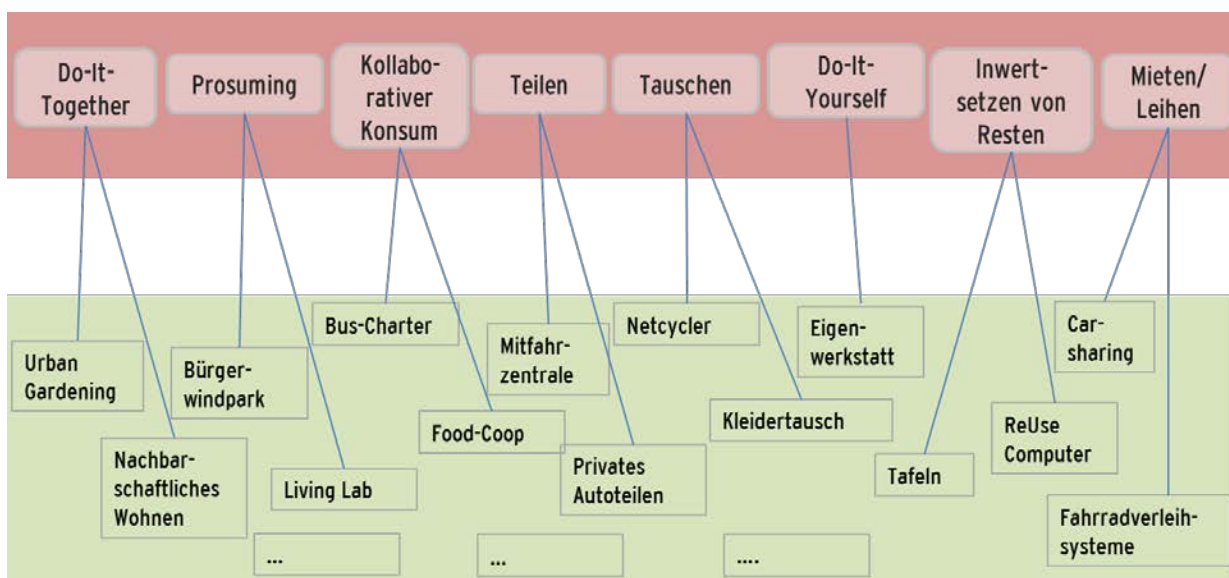 Do-It-
Together
Prosuming
Kollabo-
rativer
Konsum
Teilen
Tauschen
Do-It-
Yourself
Inwert-
setzen von
Resten
Mieten/
Leihen
Urban
Gardening
Nachbar-
schaftliches
Wohnen
Bürger-
windpark
Living Lab
Bus-Charter
Food-Coop
Mitfahr-
zentrale
Privates
Autoteilen
Netcycler
Kleidertausch
Eigen-
werkstatt
Tafeln
ReUse
Computer
Car-
sharing
Fahrradverleih-
systeme
...
...
....